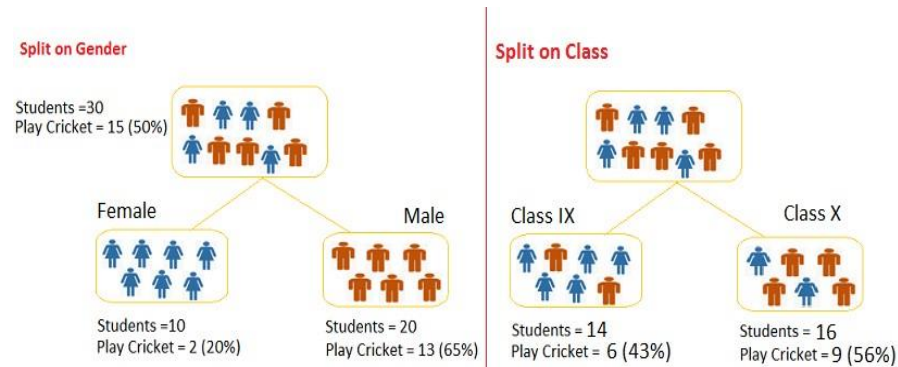 Split on Gender
Students =30
Play Cricket = 15 (50%)
Female
Male
Students =10
Play Cricket = 2 (20%)
Students = 20
Play Cricket = 13 (65%)
Split on Class
Class IX
Class X
Students = 14
Play Cricket = 6 (43%)
Students = 16
Play Cricket = 9 (56%)